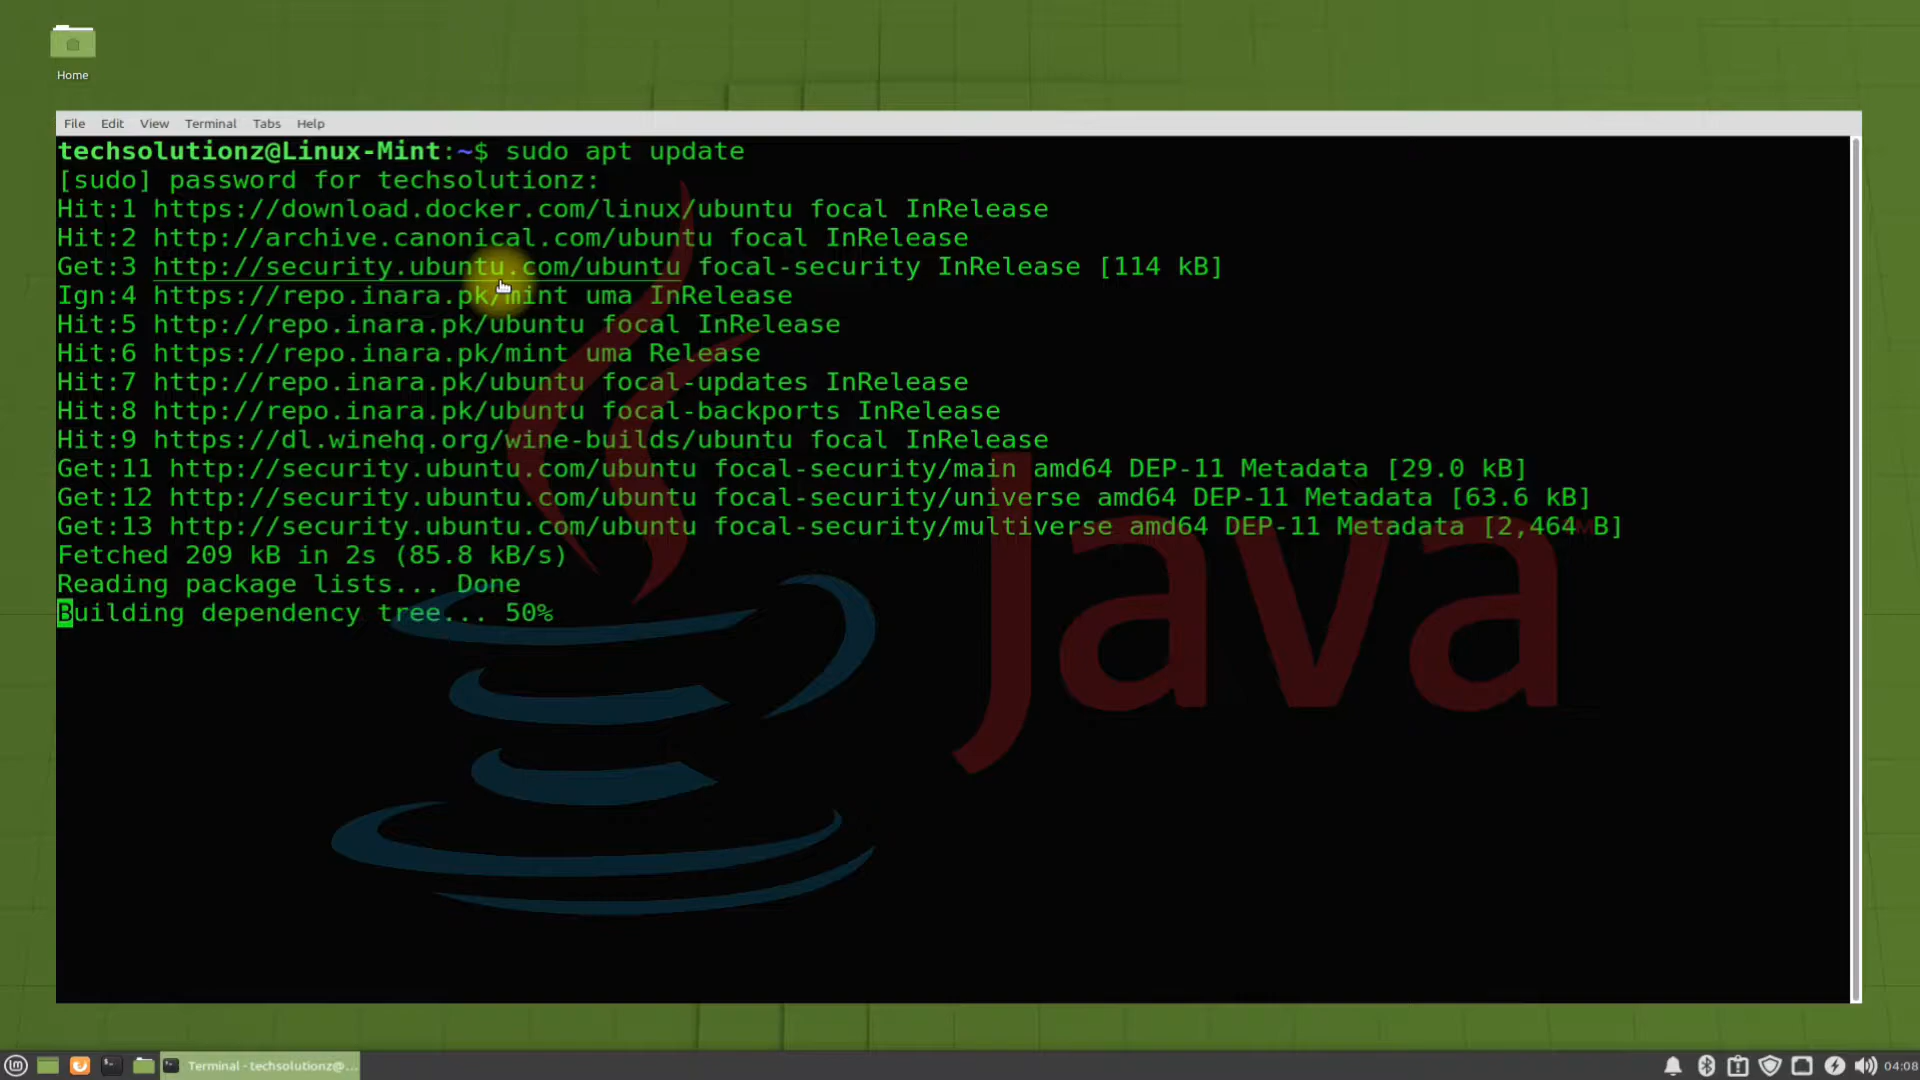 Home
File Edit View Terminal Tabs Help
techsolutionz@Linux-Mint:~$ sudo apt update
[sudo] password for techsolutionz:
Hit:1 https://download.docker.com/linux/ubuntu focal InRelease
Hit:2 http://archive.canonical.com/ubuntu focal InRelease
Get:3 http://security.ubuntu.com/ubuntu focal-security InRelease [114 kB]
Ign:4 https://repo.inara.pk/mint uma InRelease
Hit:5 http://repo.inara.pk/ubuntu focal InRelease
Hit:6 https://repo.inara.pk/mint uma Release
Hit:7 http://repo.inara.pk/ubuntu focal-updates InRelease
Hit:8 http://repo.inara.pk/ubuntu focal-backports InRelease
Hit:9 https://dl.winehq.org/wine-builds/ubuntu focal InRelease
Get:11 http://security.ubuntu.com/ubuntu focal-security/main amd64 DEP-11 Metadata [29.0 kB]
Get:12 http://security.ubuntu.com/ubuntu focal-security/universe amd64 DEP-11 Metadata [63.6 kB]
Get:13 http://security.ubuntu.com/ubuntu focal-security/multiverse amd64 DEP-11 Metadata [2,464 B]
Fetched 209 kB in 2s (85.8 kB/s)
Reading package lists... Done
Building dependency tree... 50%
Java
Terminal - techsolutionz@...
04:08